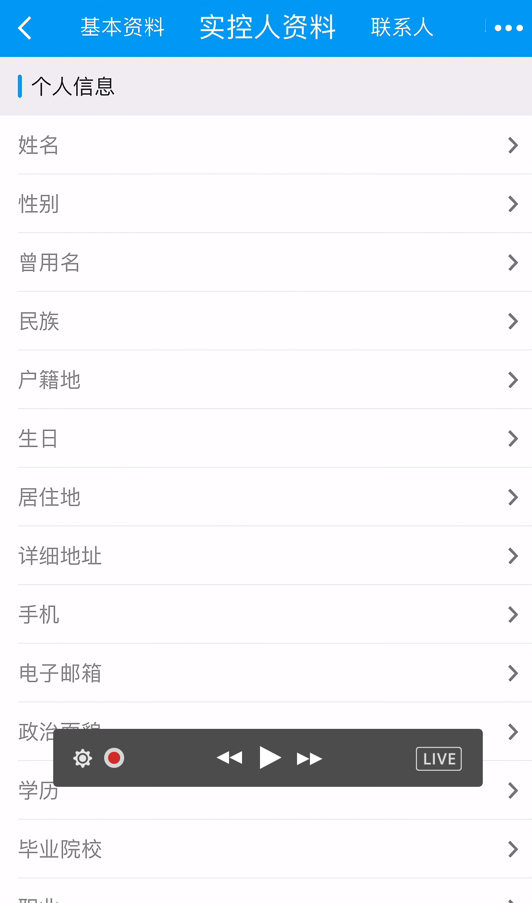 基本资料 实控人资料 联系人
个人信息
姓名
性别
曾用名
民族
户籍地
生日
居住地
详细地址
手机
电子邮箱
政治面貌
LIVE
学历
毕业院校
职业